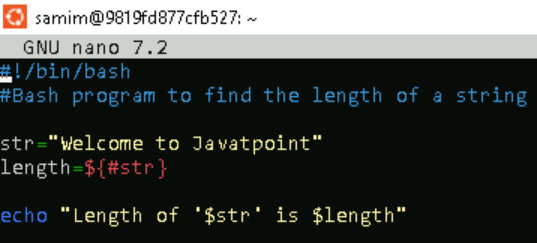 samim@9819fd877cfb527: ~
GNU nano 7.2
#!/bin/bash
#Bash program to find the length of a string
str="Welcome to Javatpoint"
length=${#str}
echo "Length of '$str' is $length"